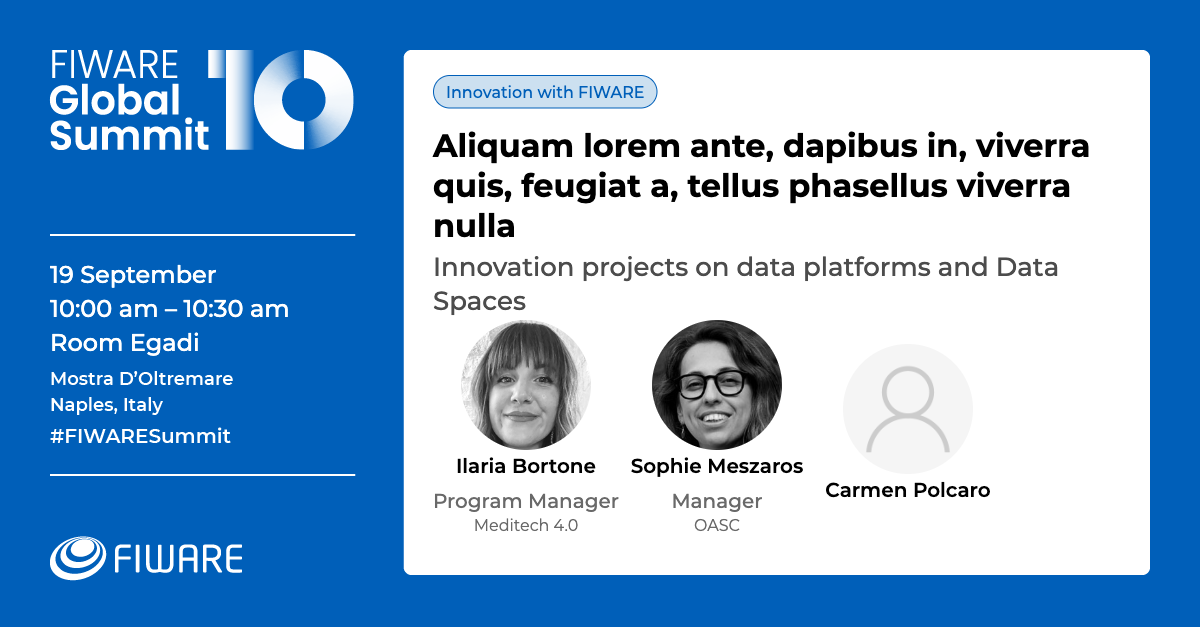 FIWARE
Global
Summit
10
19 September
10:00 am – 10:30 am
Room Egadi
Mostra D’Oltremare
Naples, Italy
#FIWARESummit
FIWARE
Innovation with FIWARE
Aliquam lorem ante, dapibus in, viverra
quis, feugiat a, tellus phasellus viverra
nulla
Innovation projects on data platforms and Data
Spaces
Ilaria Bortone
Program Manager
Meditech 4.0
Sophie Meszaros
Manager
OASC
Carmen Polcaro